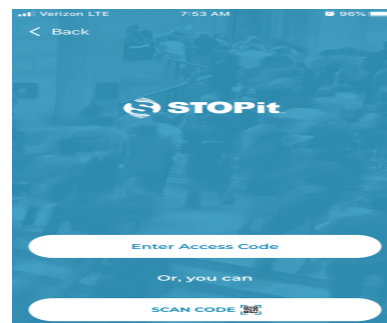 Verizon LTE 7:53 AM 96%
< Back
STOPit
Enter Access Code
Or, you can
SCAN CODE